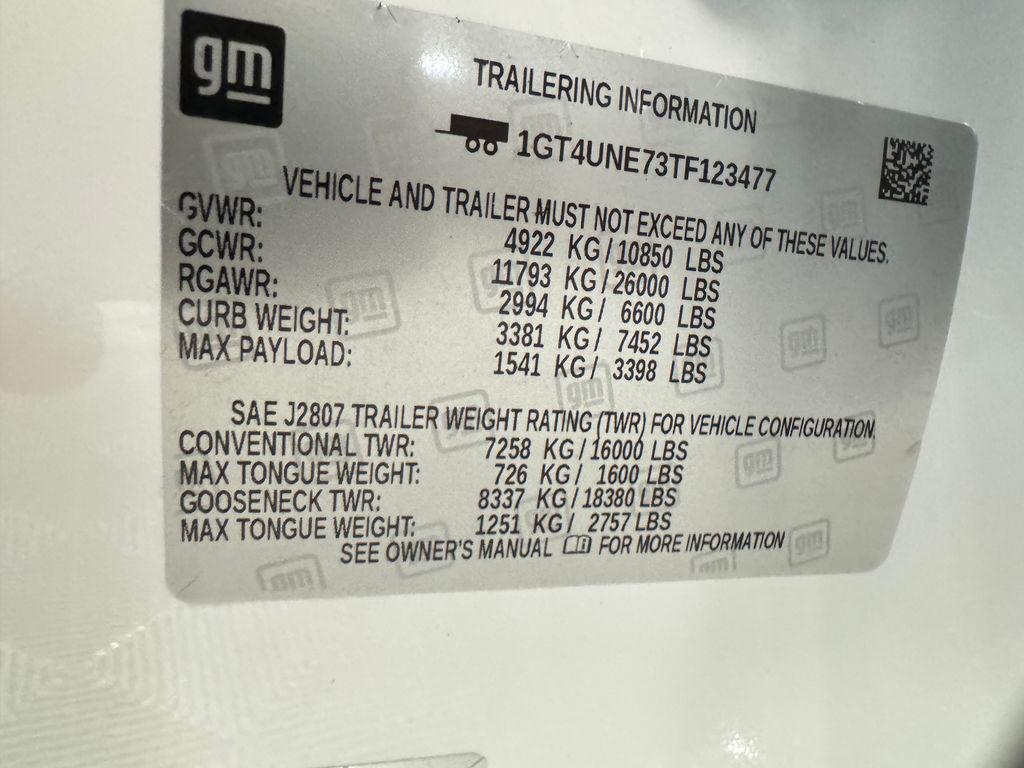 gm
TRAILERING INFORMATION
1GT4UNE73TF123477
VEHICLE AND TRAILER MUST NOT EXCEED ANY OF THESE VALUES.
GVWR: 4922 KG/10850 LBS
GCWR: 11793 KG/26000 LBS
RGAWR: 2994 KG/ 6600 LBS
CURB WEIGHT: 3381 KG/ 7452 LBS
MAX PAYLOAD: 1541 KG/ 3398 LBS
SAE J2807 TRAILER WEIGHT RATING (TWR) FOR VEHICLE CONFIGURATION.
CONVENTIONAL TWR: 7258 KG/16000 LBS
MAX TONGUE WEIGHT: 726 KG/ 1600 LBS
GOOSENECK TWR: 8337 KG/18380 LBS
MAX TONGUE WEIGHT: 1251 KG/ 2757 LBS
SEE OWNER'S MANUAL FOR MORE INFORMATION